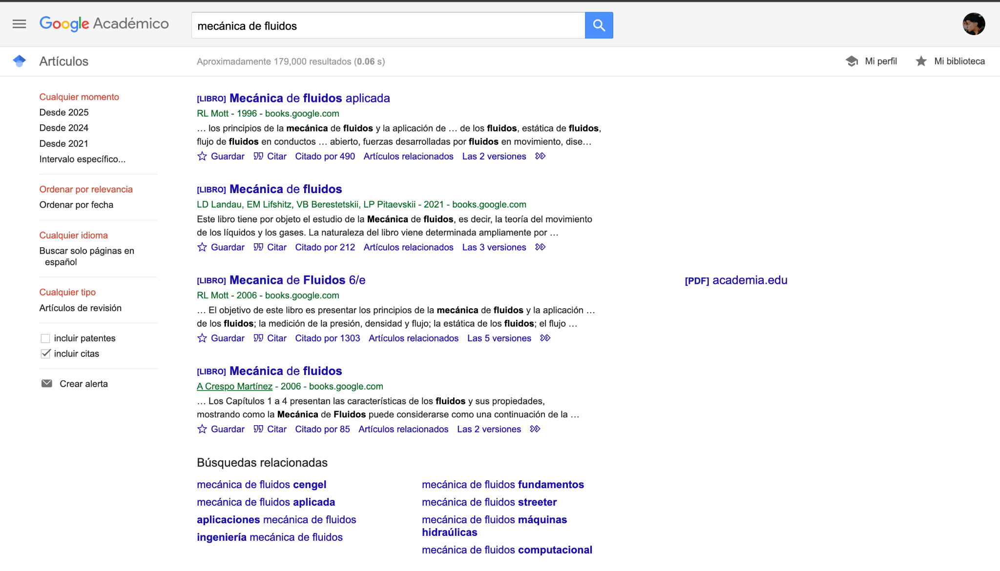 Google Académico
mecánica de fluidos
Artículos
Aproximadamente 179,000 resultados (0.06 s)
Mi perfil
Mi biblioteca
Cualquier momento
Desde 2025
Desde 2024
Desde 2021
Intervalo específico...
Ordenar por relevancia
Ordenar por fecha
Cualquier idioma
Buscar solo páginas en
español
Cualquier tipo
Artículos de revisión
incluir patentes
incluir citas
Crear alerta
[LIBRO] Mecánica de fluidos aplicada
RL Mott - 1996 - books.google.com
… los principios de la mecánica de fluidos y la aplicación de … de los fluidos, estática de fluidos,
flujo de fluidos en conductos … abierto, fuerzas desarrolladas por fluidos en movimiento, dise…
Guardar Citar Citado por 490 Artículos relacionados Las 2 versiones
[LIBRO] Mecánica de fluidos
LD Landau, EM Lifshitz, VB Berestetskii, LP Pitaevskii - 2021 - books.google.com
Este libro tiene por objeto el estudio de la Mecánica de fluidos, es decir, la teoría del movimiento
de los líquidos y los gases. La naturaleza del libro viene determinada ampliamente por …
Guardar Citar Citado por 212 Artículos relacionados Las 3 versiones
[LIBRO] Mecanica de Fluidos 6/e
RL Mott - 2006 - books.google.com
… El objetivo de este libro es presentar los principios de la mecánica de fluidos y la aplicación …
de los fluidos; la medición de la presión, densidad y flujo; la estática de los fluidos; el flujo …
Guardar Citar Citado por 1303 Artículos relacionados Las 5 versiones
[PDF] academia.edu
[LIBRO] Mecánica de fluidos
A Crespo Martínez - 2006 - books.google.com
… Los Capítulos 1 a 4 presentan las características de los fluidos y sus propiedades,
mostrando como la Mecánica de Fluidos puede considerarse como una continuación de la …
Guardar Citar Citado por 85 Artículos relacionados Las 2 versiones
Búsquedas relacionadas
mecánica de fluidos cengel
mecánica de fluidos aplicada
aplicaciones mecánica de fluidos
ingeniería mecánica de fluidos
mecánica de fluidos fundamentos
mecánica de fluidos streeter
mecánica de fluidos máquinas
hidraúlicas
mecánica de fluidos computacional